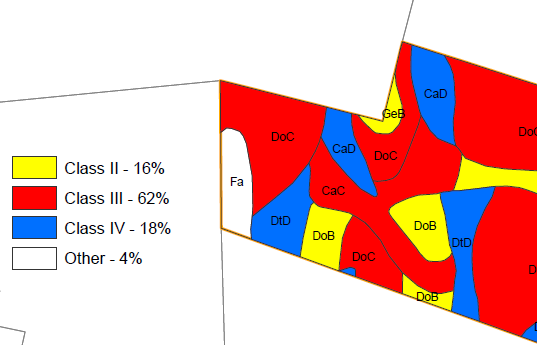 CaD
GeB
DoC
DoC
CaD
DoC
Class II - 16%
Fa
Class III - 62%
CaC
DtD
DoB
DoB
DtD
Class IV - 18%
DoC
Other - 4%
DoB